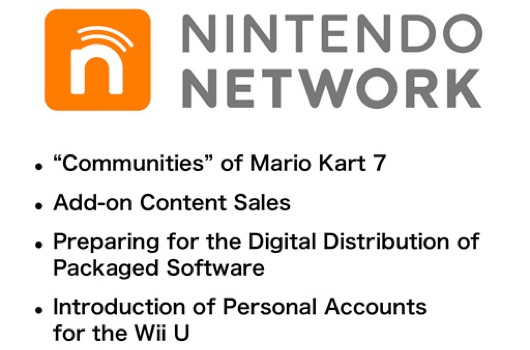 n NINTENDO
NETWORK
• “Communities” of Mario Kart 7
• Add-on Content Sales
• Preparing for the Digital Distribution of
Packaged Software
• Introduction of Personal Accounts
for the Wii U